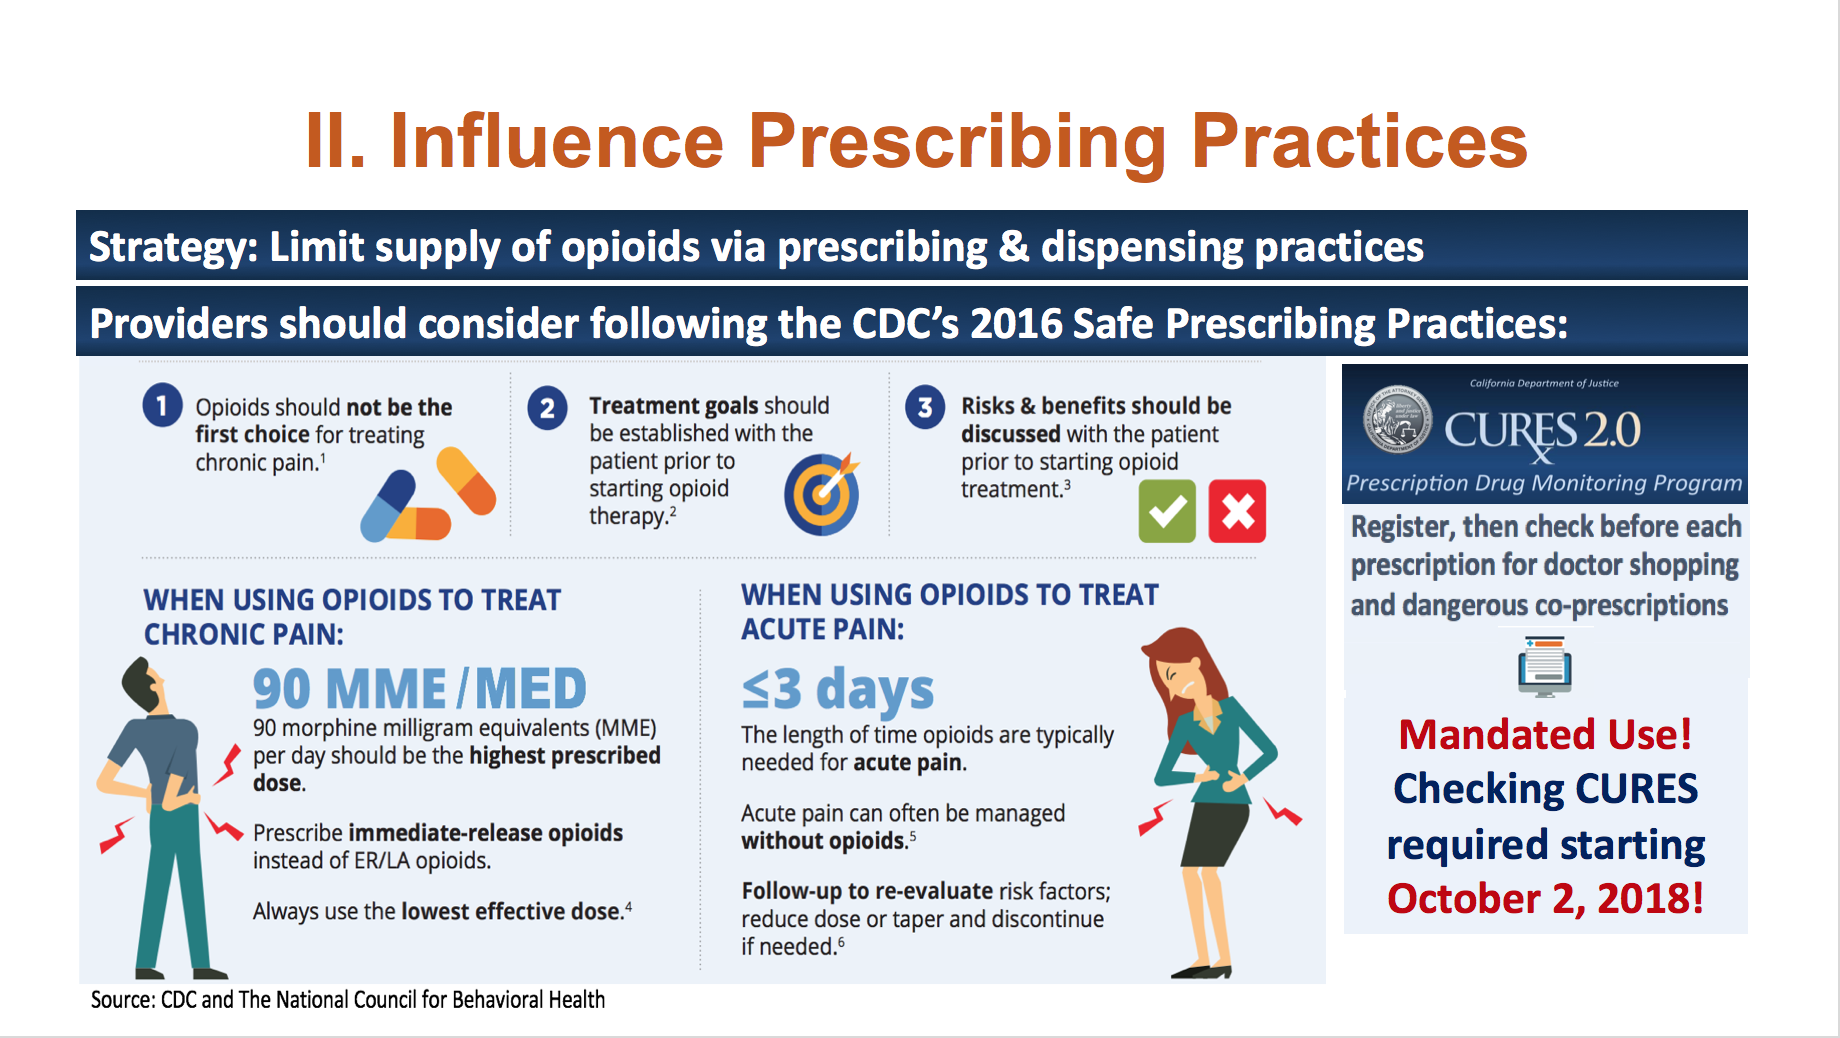 II. Influence Prescribing Practices
Strategy: Limit supply of opioids via prescribing & dispensing practices
Providers should consider following the CDC’s 2016 Safe Prescribing Practices:
1
Opioids should not be the
first choice for treating
chronic pain.¹
2
Treatment goals should
be established with the
patient prior to
starting opioid
therapy.²
3
Risks & benefits should be
discussed with the patient
prior to starting opioid
treatment.³
WHEN USING OPIOIDS TO TREAT
CHRONIC PAIN:
90 MME/MED
90 morphine milligram equivalents (MME)
per day should be the highest prescribed
dose.
Prescribe immediate-release opioids
instead of ER/LA opioids.
Always use the lowest effective dose.⁴
WHEN USING OPIOIDS TO TREAT
ACUTE PAIN:
≤3 days
The length of time opioids are typically
needed for acute pain.
Acute pain can often be managed
without opioids.⁵
Follow-up to re-evaluate risk factors;
reduce dose or taper and discontinue
if needed.⁶
California Department of Justice
CURES 2.0
Prescription Drug Monitoring Program
Register, then check before each
prescription for doctor shopping
and dangerous co-prescriptions
Mandated Use!
Checking CURES
required starting
October 2, 2018!
Source: CDC and The National Council for Behavioral Health